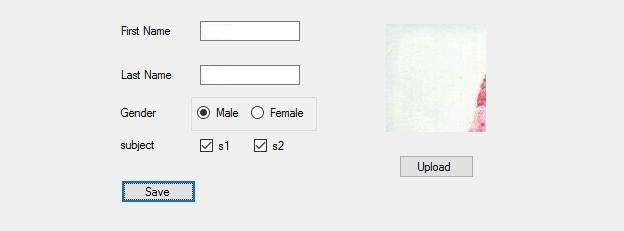 First Name
Last Name
Gender Male Female
subject s1 s2
Upload
Save